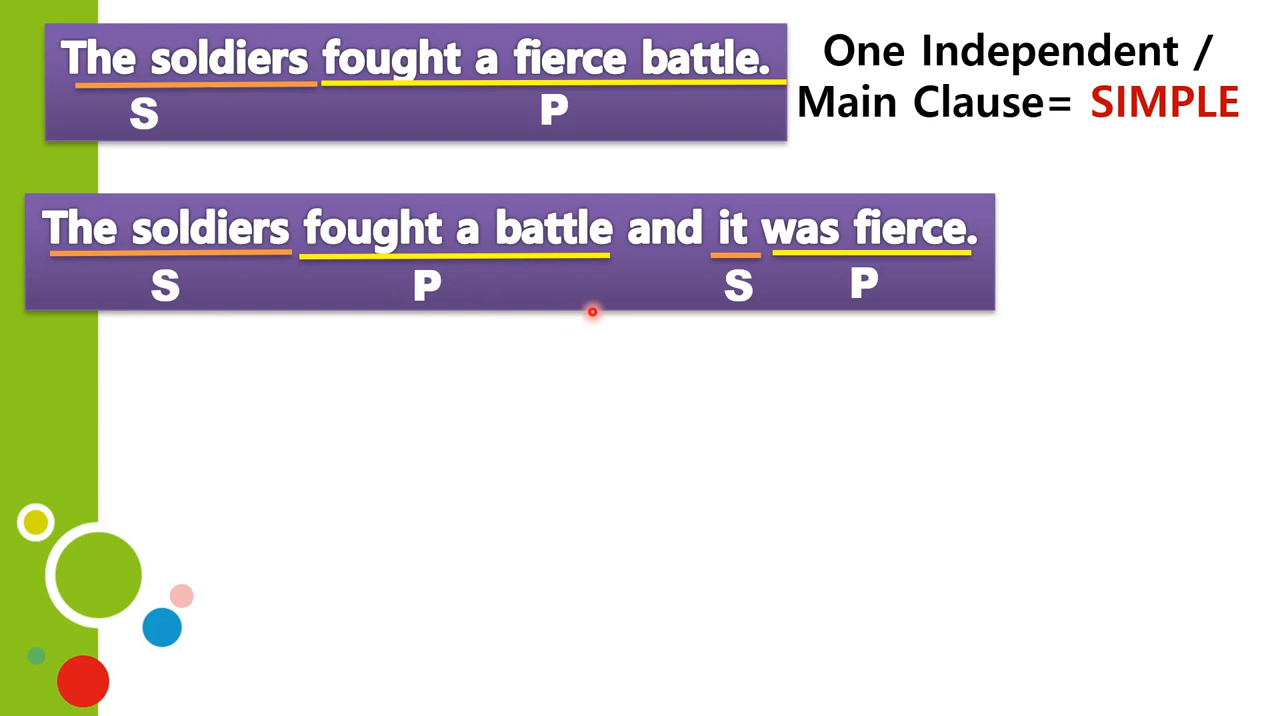 The soldiers fought a fierce battle.
S P
One Independent /
Main Clause= SIMPLE
The soldiers fought a battle and it was fierce.
S P S P